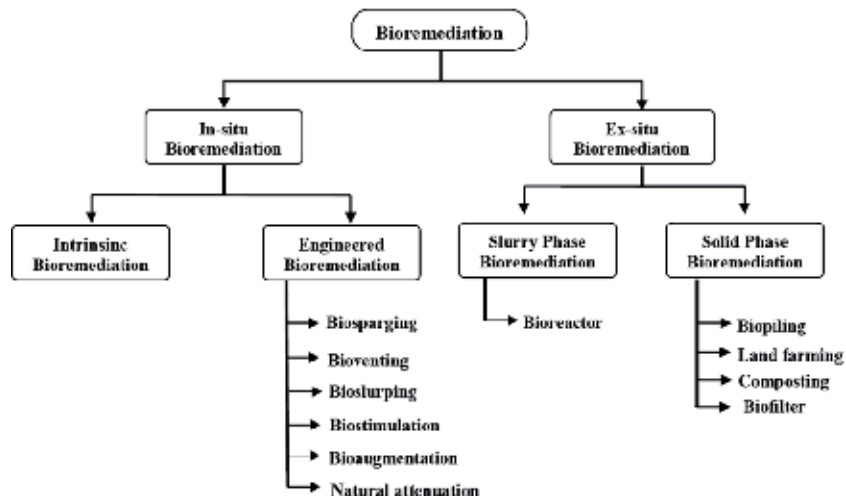 Bioremediation
In-situ
Bioremediation
Ex-situ
Bioremediation
Intrinsinc
Bioremediation
Engineered
Bioremediation
Slurry Phase
Bioremediation
Solid Phase
Bioremediation
Biosparging
Bioventing
Bioslurping
Biostimulation
Bioaugmentation
Natural attenuation
Bioreactor
Biopiling
Land farming
Composting
Biofilter